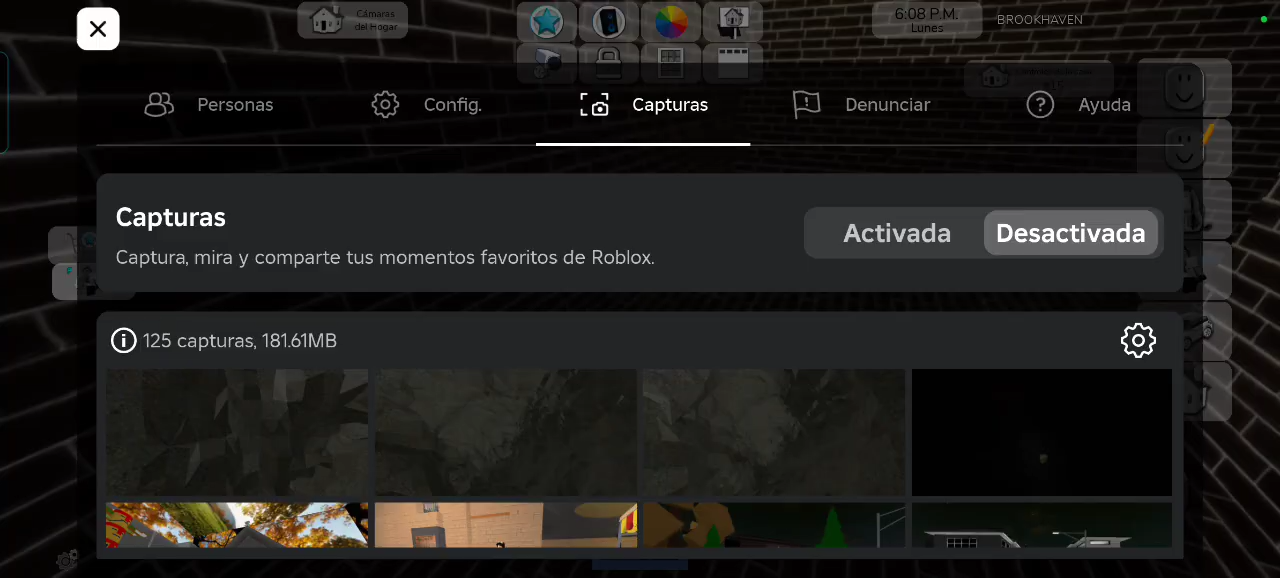 Cámaras
del Hogar
6:08 P.M.
Lunes
BROOKHAVEN
Personas
Config.
Capturas
Denunciar
Ayuda
Capturas
Captura, mira y comparte tus momentos favoritos de Roblox.
Activada
Desactivada
125 capturas, 181.61MB